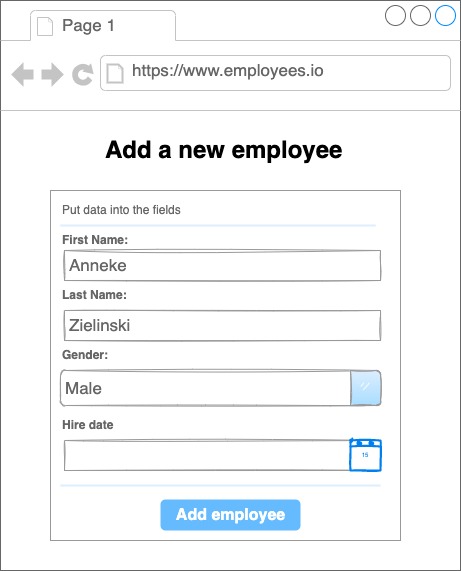 Page 1
https://www.employees.io
Add a new employee
Put data into the fields
First Name:
Anneke
Last Name:
Zielinski
Gender:
Male
Hire date
15
Add employee